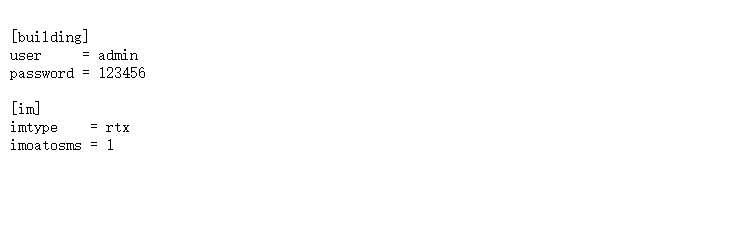 [building]
user     = admin
password = 123456

[im]
imtype    = rtx
imoatosms = 1